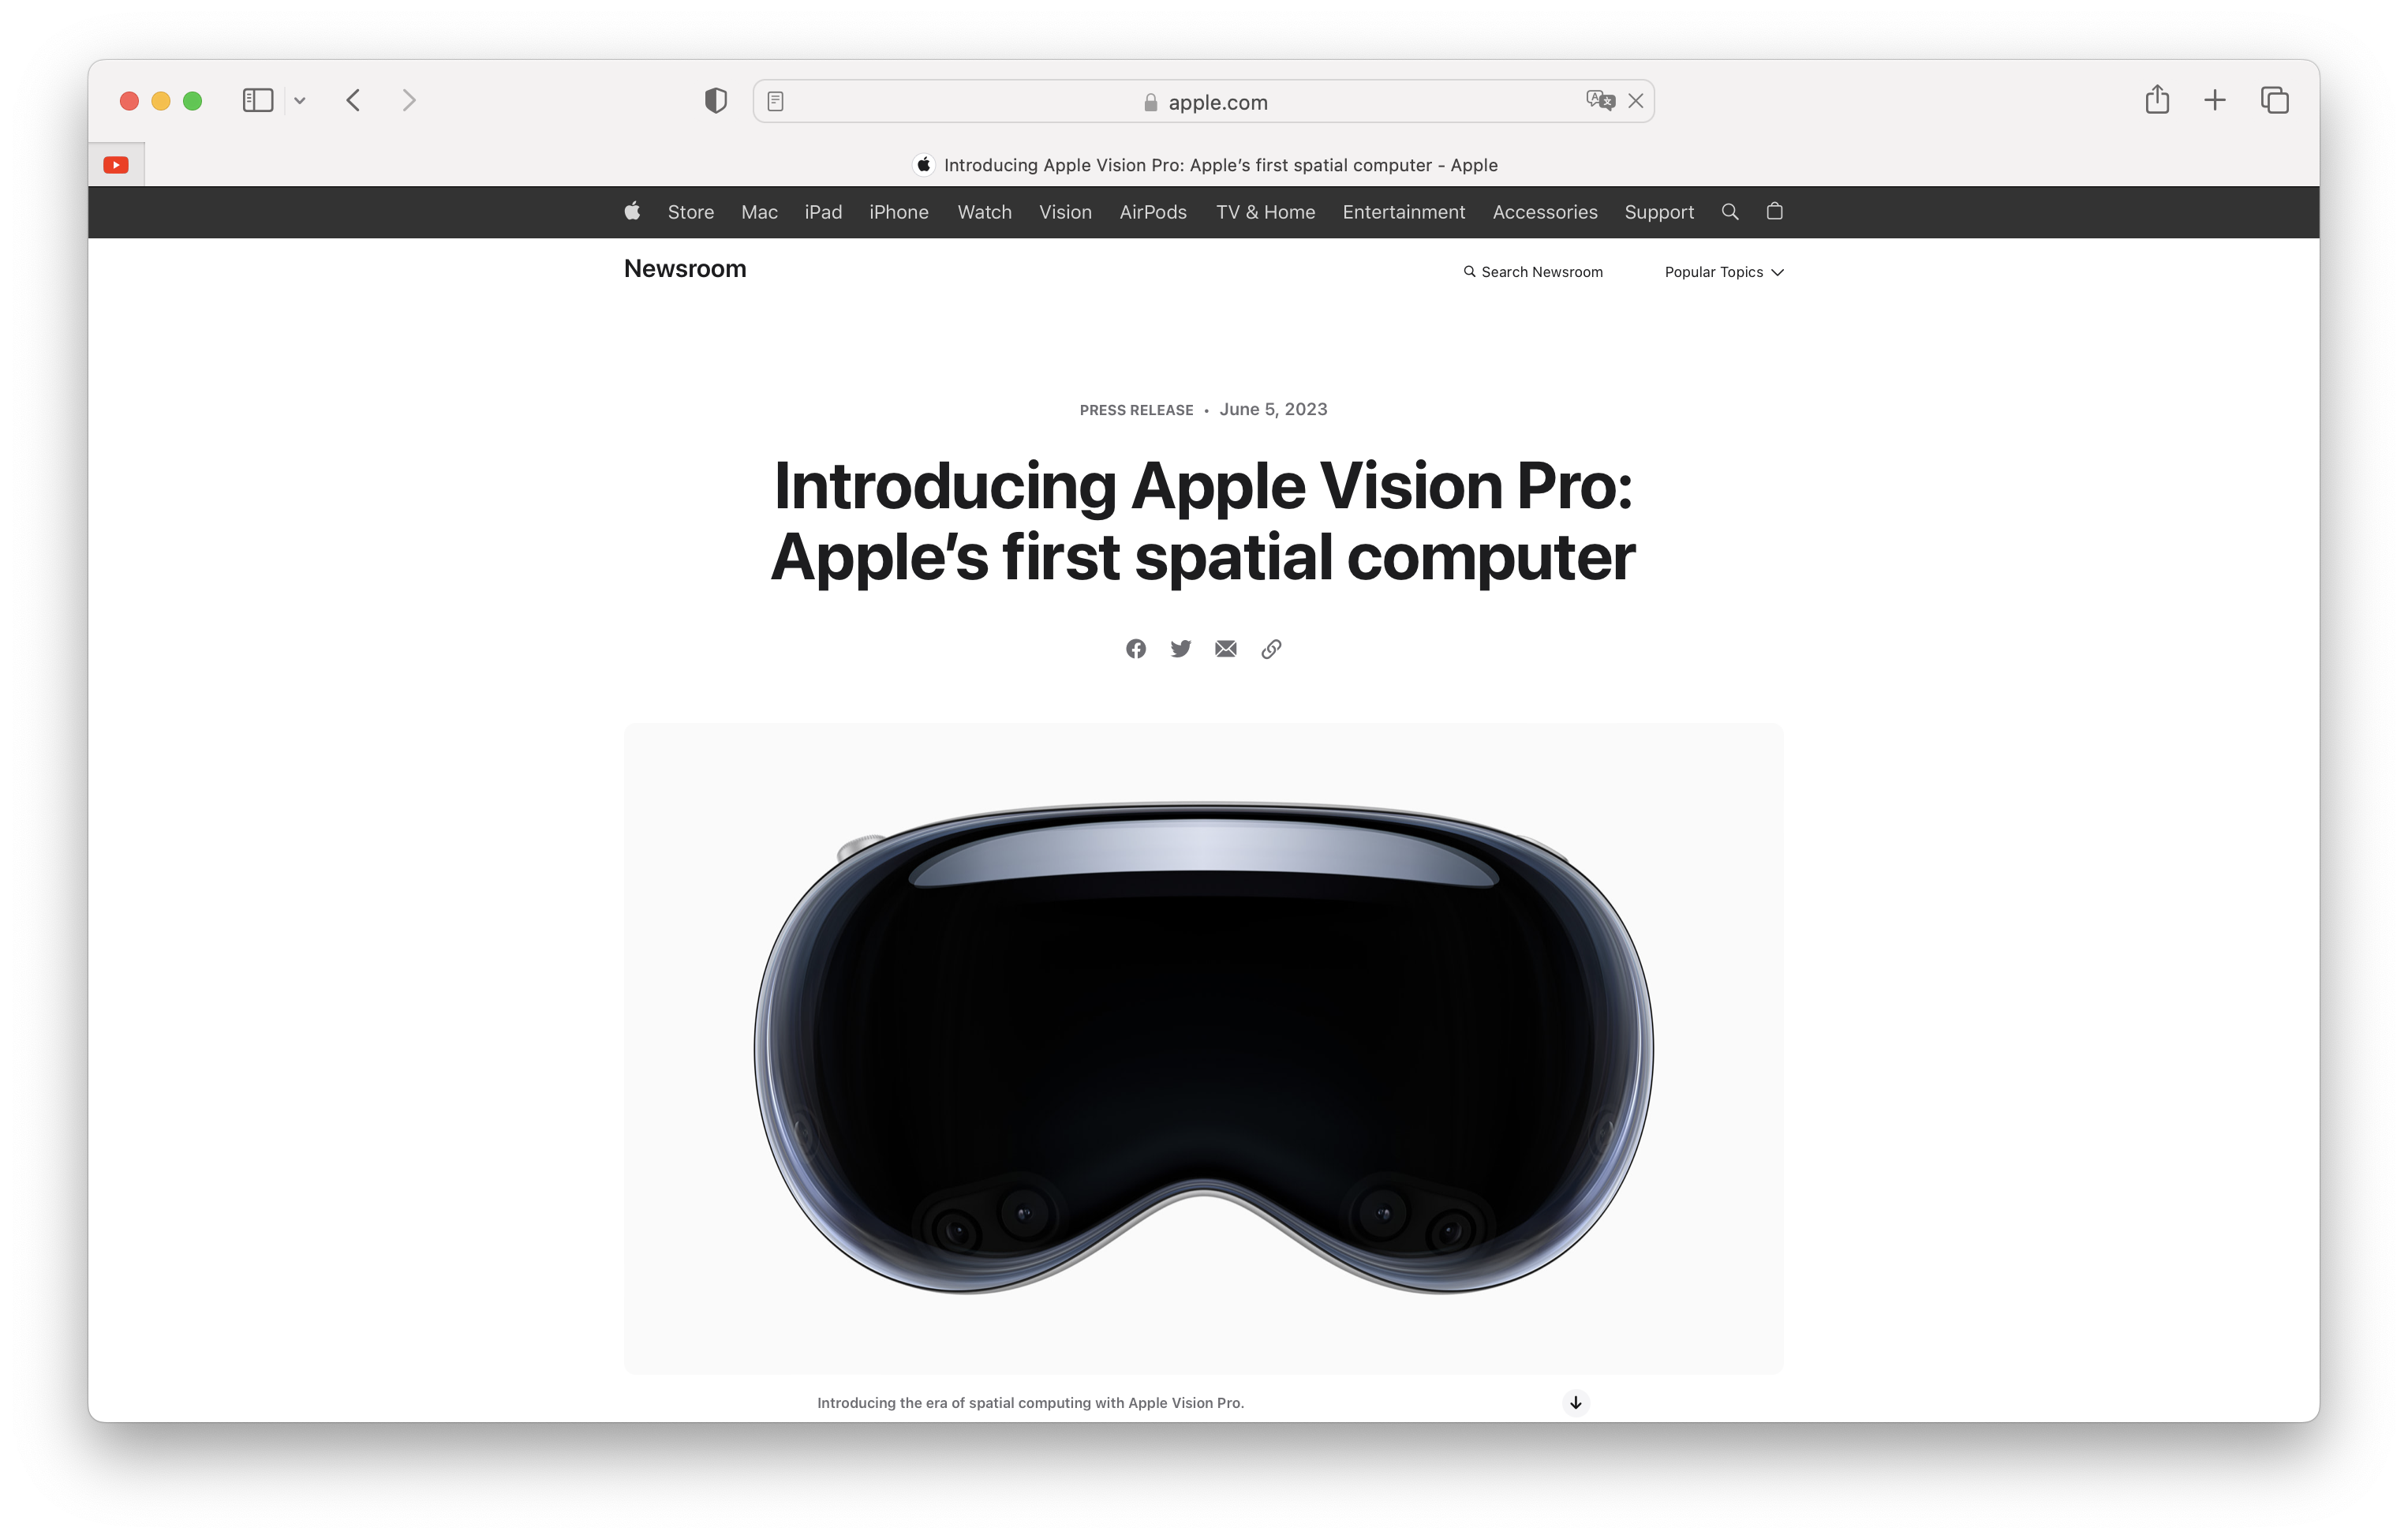 apple.com
Introducing Apple Vision Pro: Apple’s first spatial computer - Apple
Store Mac iPad iPhone Watch Vision AirPods TV & Home Entertainment Accessories Support
Newsroom
Search Newsroom Popular Topics
PRESS RELEASE • June 5, 2023
Introducing Apple Vision Pro:
Apple’s first spatial computer
Introducing the era of spatial computing with Apple Vision Pro.